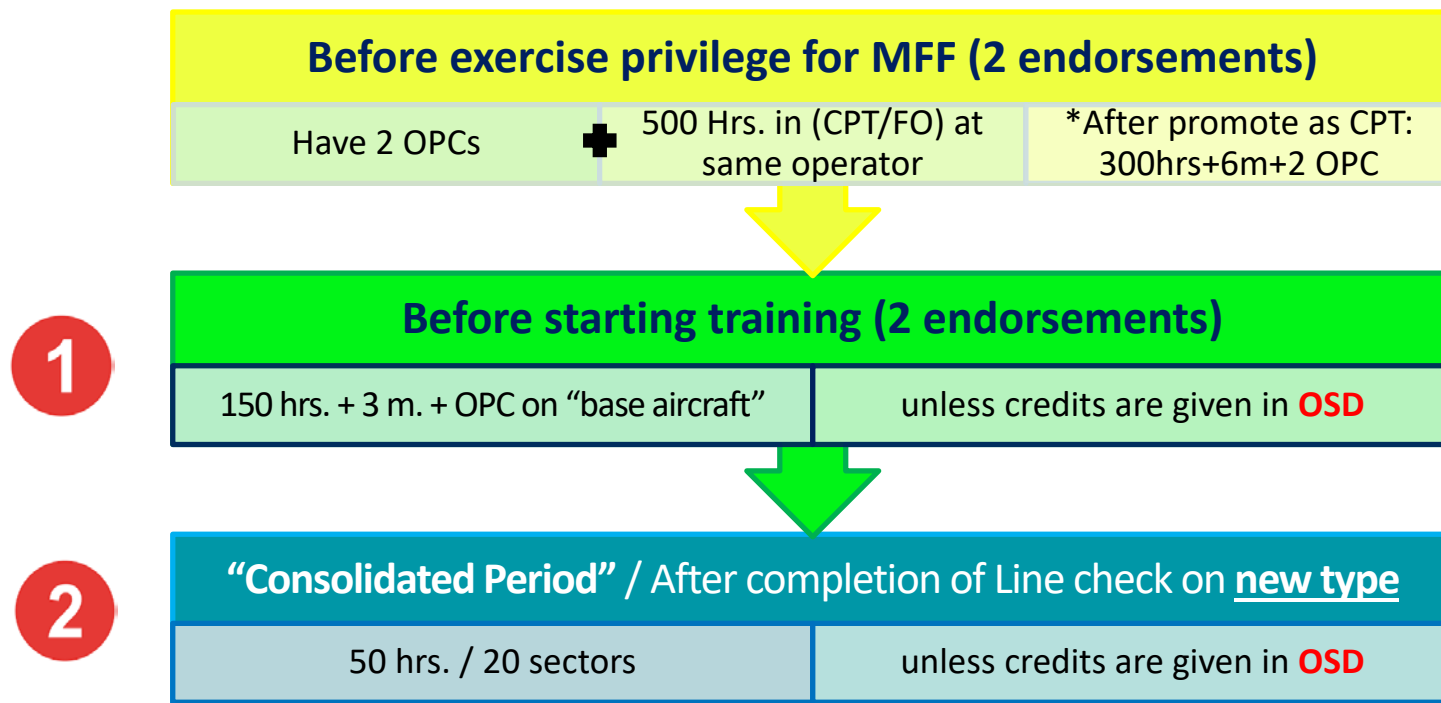 Before exercise privilege for MFF (2 endorsements)
Have 2 OPCs
500 Hrs. in (CPT/FO) at
same operator
*After promote as CPT:
300hrs+6m+2 OPC
1
Before starting training (2 endorsements)
150 hrs. + 3 m. + OPC on “base aircraft”
unless credits are given in OSD
2
“Consolidated Period” / After completion of Line check on new type
50 hrs. / 20 sectors
unless credits are given in OSD